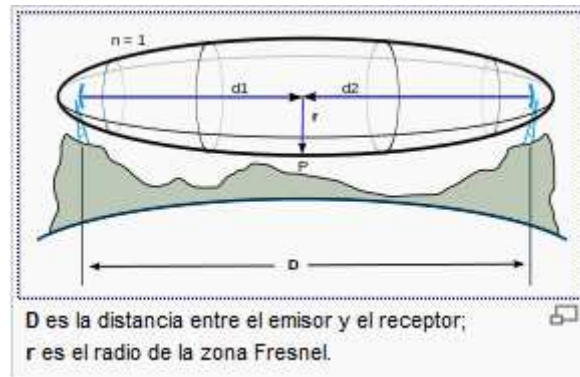 n = 1
d1 d2
r
P
D
D es la distancia entre el emisor y el receptor;
r es el radio de la zona Fresnel.